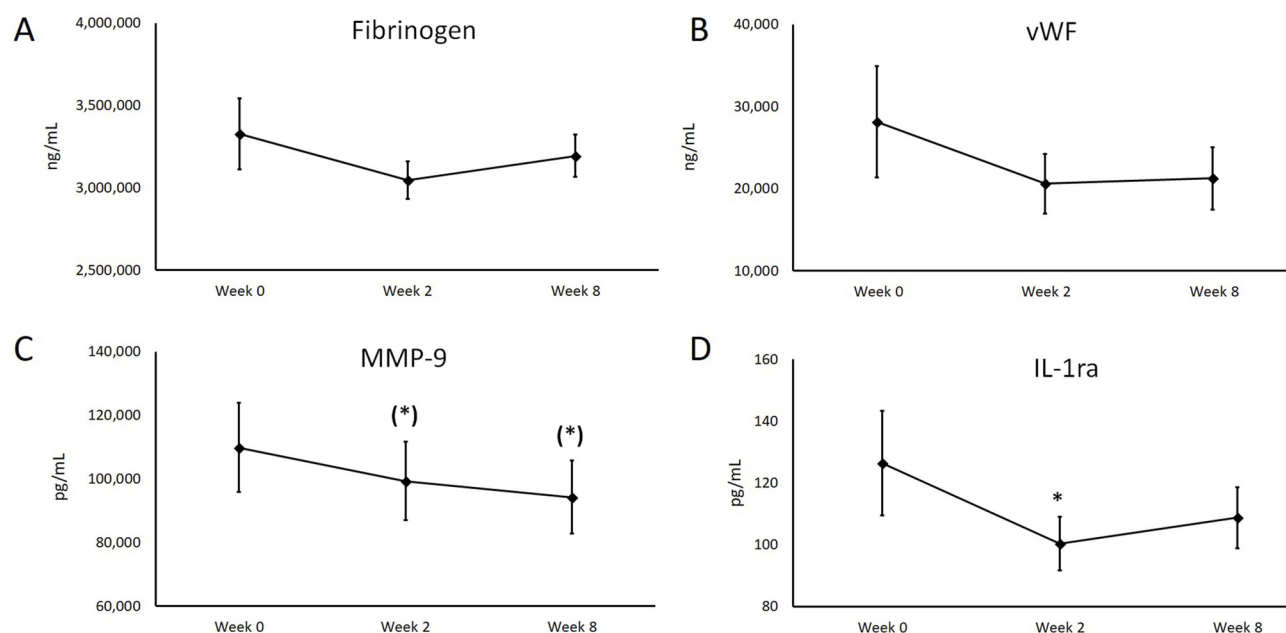 A
Fibrinogen
4,000,000
3,500,000
3,000,000
2,500,000
ng/mL
Week 0 Week 2 Week 8
B
vWF
40,000
30,000
20,000
10,000
ng/mL
Week 0 Week 2 Week 8
C
MMP-9
140,000
120,000
100,000
80,000
60,000
pg/mL
(*)
(*)
Week 0 Week 2 Week 8
D
IL-1ra
160
140
120
100
80
pg/mL
*
Week 0 Week 2 Week 8